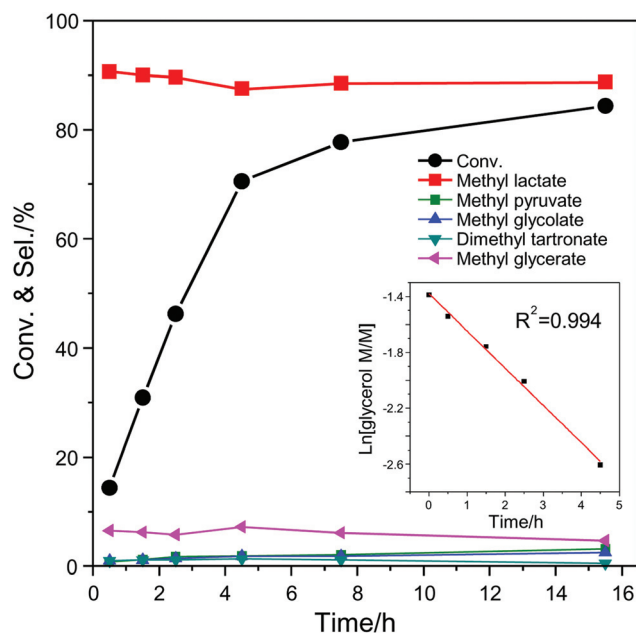 100
80
60
40
20
0
Conv. & Sel./%
0 2 4 6 8 10 12 14 16
Time/h
Conv.
Methyl lactate
Methyl pyruvate
Methyl glycolate
Dimethyl tartronate
Methyl glycerate
R²=0.994
-1.4
-1.8
-2.2
-2.6
Ln[glycerol M/M]
0 1 2 3 4 5
Time/h